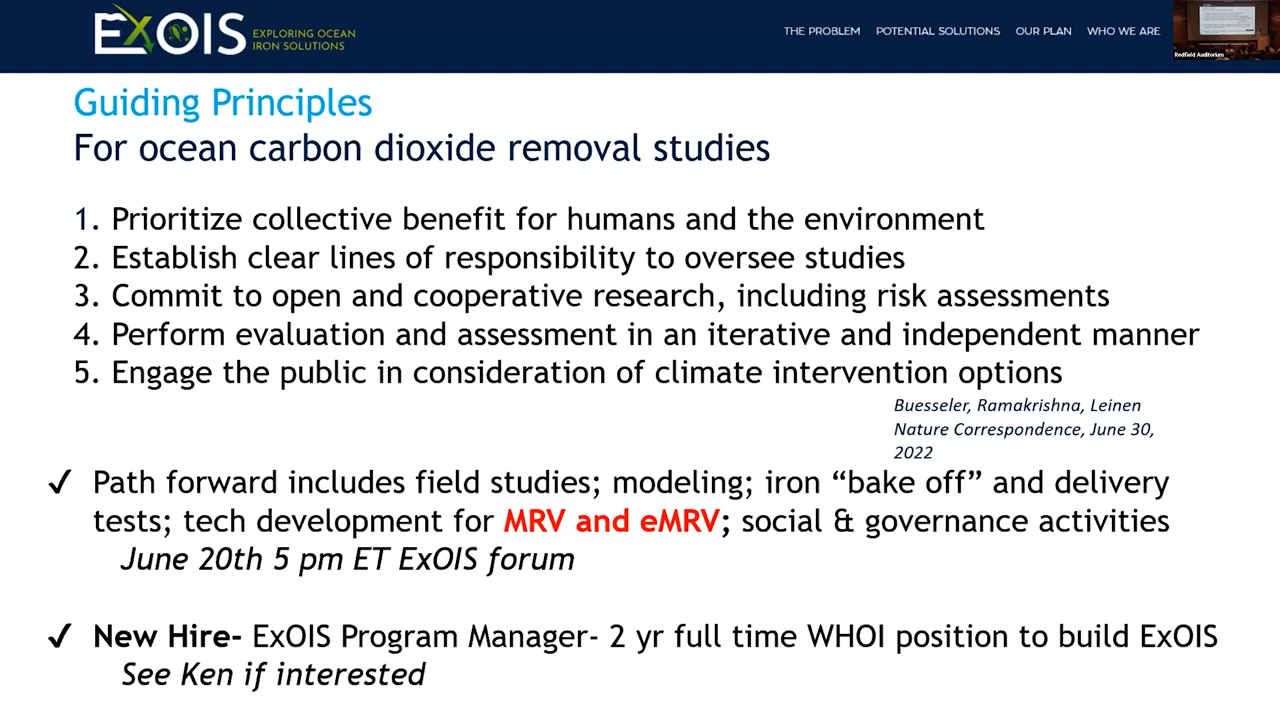 ExOIS EXPLORING OCEAN
IRON SOLUTIONS
THE PROBLEM POTENTIAL SOLUTIONS OUR PLAN WHO WE ARE
Redfield Auditorium
Guiding Principles
For ocean carbon dioxide removal studies
1. Prioritize collective benefit for humans and the environment
2. Establish clear lines of responsibility to oversee studies
3. Commit to open and cooperative research, including risk assessments
4. Perform evaluation and assessment in an iterative and independent manner
5. Engage the public in consideration of climate intervention options
Buesseler, Ramakrishna, Leinen
Nature Correspondence, June 30,
2022
✓ Path forward includes field studies; modeling; iron “bake off” and delivery
tests; tech development for MRV and eMRV; social & governance activities
June 20th 5 pm ET ExOIS forum
✓ New Hire- ExOIS Program Manager- 2 yr full time WHOI position to build ExOIS
See Ken if interested